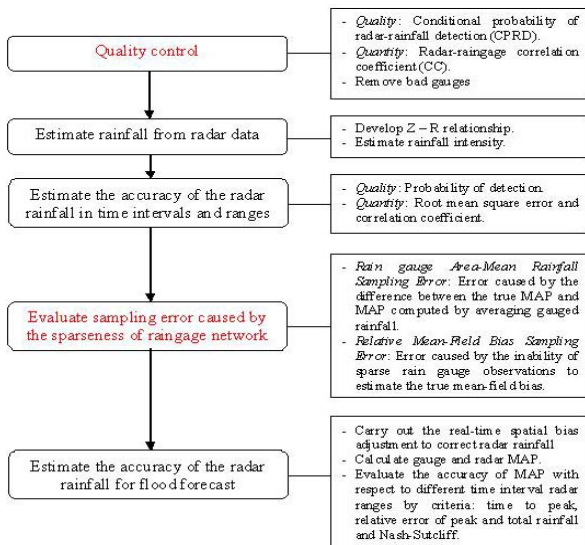 Quality control
- Quality: Conditional probability of
radar-rainfall detection (CPRD).
- Quantity: Radar-raingage correlation
coefficient (CC).
- Remove bad gauges
Estimate rainfall from radar data
- Develop Z – R relationship.
- Estimate rainfall intensity.
Estimate the accuracy of the radar
rainfall in time intervals and ranges
- Quality: Probability of detection.
- Quantity: Root mean square error and
correlation coefficient.
Evaluate sampling error caused by
the sparseness of raingage network
- Rain gauge Area-Mean Rainfall
Sampling Error: Error caused by the
difference between the true MAP and
MAP computed by averaging gauged
rainfall.
- Relative Mean-Field Bias Sampling
Error: Error caused by the inability of
sparse rain gauge observations to
estimate the true mean-field bias.
Estimate the accuracy of the radar
rainfall for flood forecast
- Carry out the real-time spatial bias
adjustment to correct radar rainfall
- Calculate gauge and radar MAP.
- Evaluate the accuracy of MAP with
respect to different time interval radar
ranges by criteria: time to peak,
relative error of peak and total rainfall
and Nash-Sutcliff.